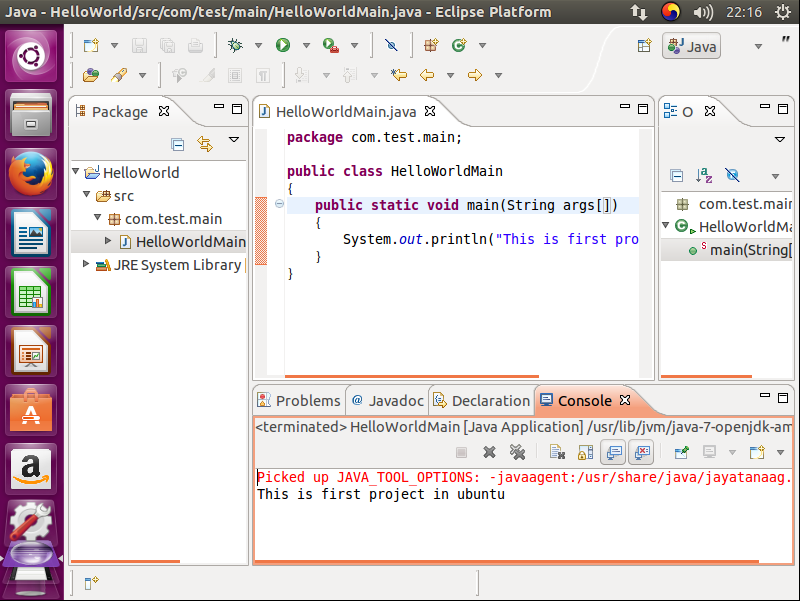 Java - HelloWorld/src/com/test/main/HelloWorldMain.java - Eclipse Platform
22:16
Java
"
Package
HelloWorld
src
com.test.main
HelloWorldMain
JRE System Library
HelloWorldMain.java
package com.test.main;
public class HelloWorldMain
{
public static void main(String args[])
{
System.out.println("This is first pro
}
}
O
com.test.main
HelloWorldMa
main(String[
Problems
@ Javadoc
Declaration
Console
<terminated> HelloWorldMain [Java Application] /usr/lib/jvm/java-7-openjdk-am
Picked up JAVA_TOOL_OPTIONS: -javaagent:/usr/share/java/jayatanaag.
This is first project in ubuntu